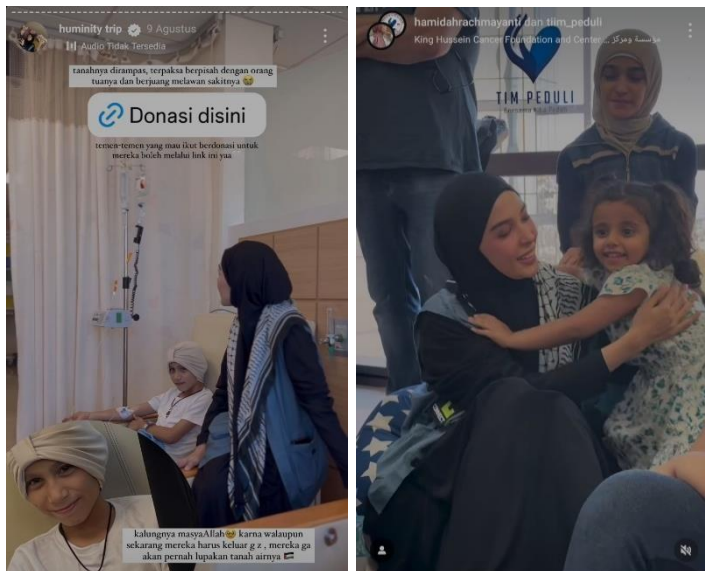 huminity trip 9 Agustus
Audio Tidak Tersedia
tanahnya dirampas, terpaksa berpisah dengan orang
tuanya dan berjuang melawan sakitnya 😭
Donasi disini
temen-temen yang mau ikut berdonasi untuk
mereka boleh melalui link ini yaa
kalungnya masyaAllah🥹 karna walaupun
sekarang mereka harus keluar g z , mereka ga
akan pernah lupakan tanah airnya 🇵🇸
hamidahrachmayanti dan tiim_peduli
King Hussein Cancer Foundation and Center ... مؤسسة ومركز
TIM PEDULI